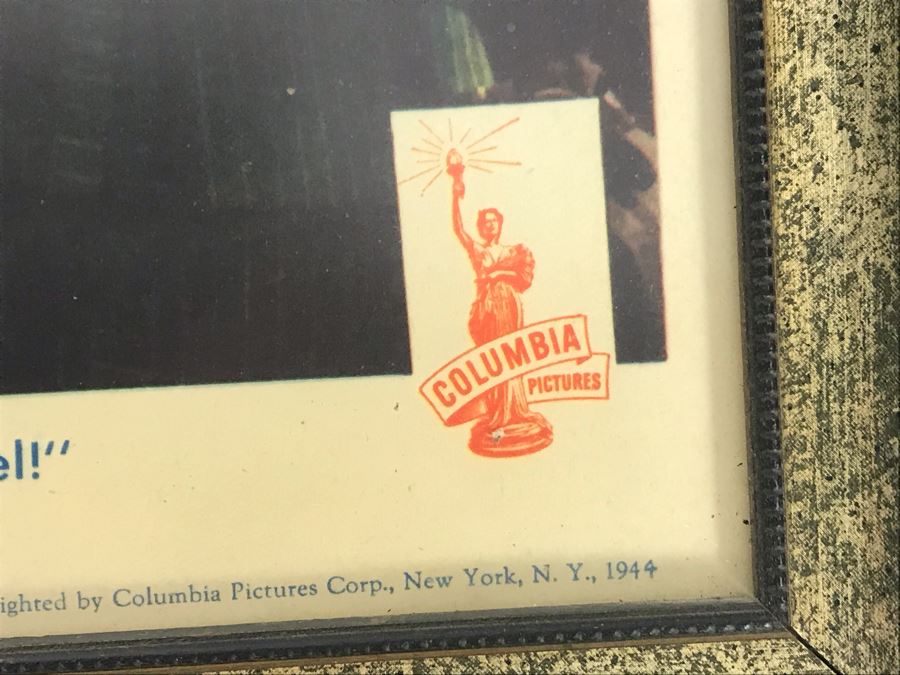 COLUMBIA
PICTURES
el!“
ighted by Columbia Pictures Corp., New York, N. Y., 1944